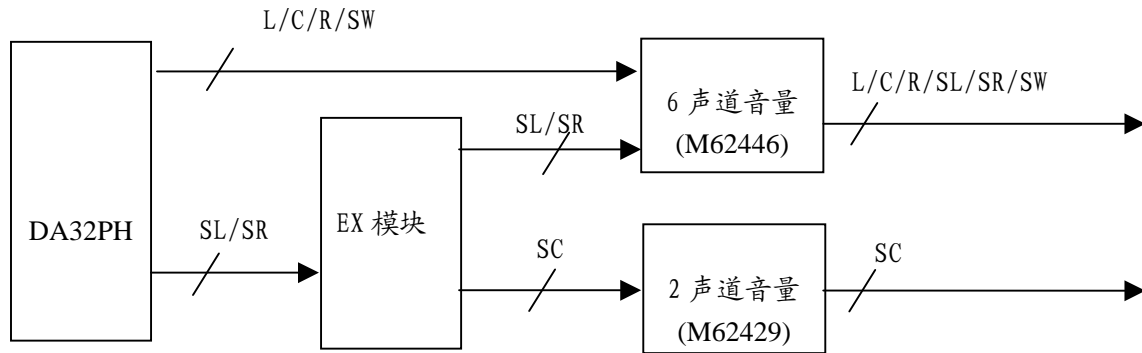 L/C/R/SW
6 声道音量
(M62446)
L/C/R/SL/SR/SW
SL/SR
DA32PH
SL/SR
EX 模块
SC
2 声道音量
(M62429)
SC